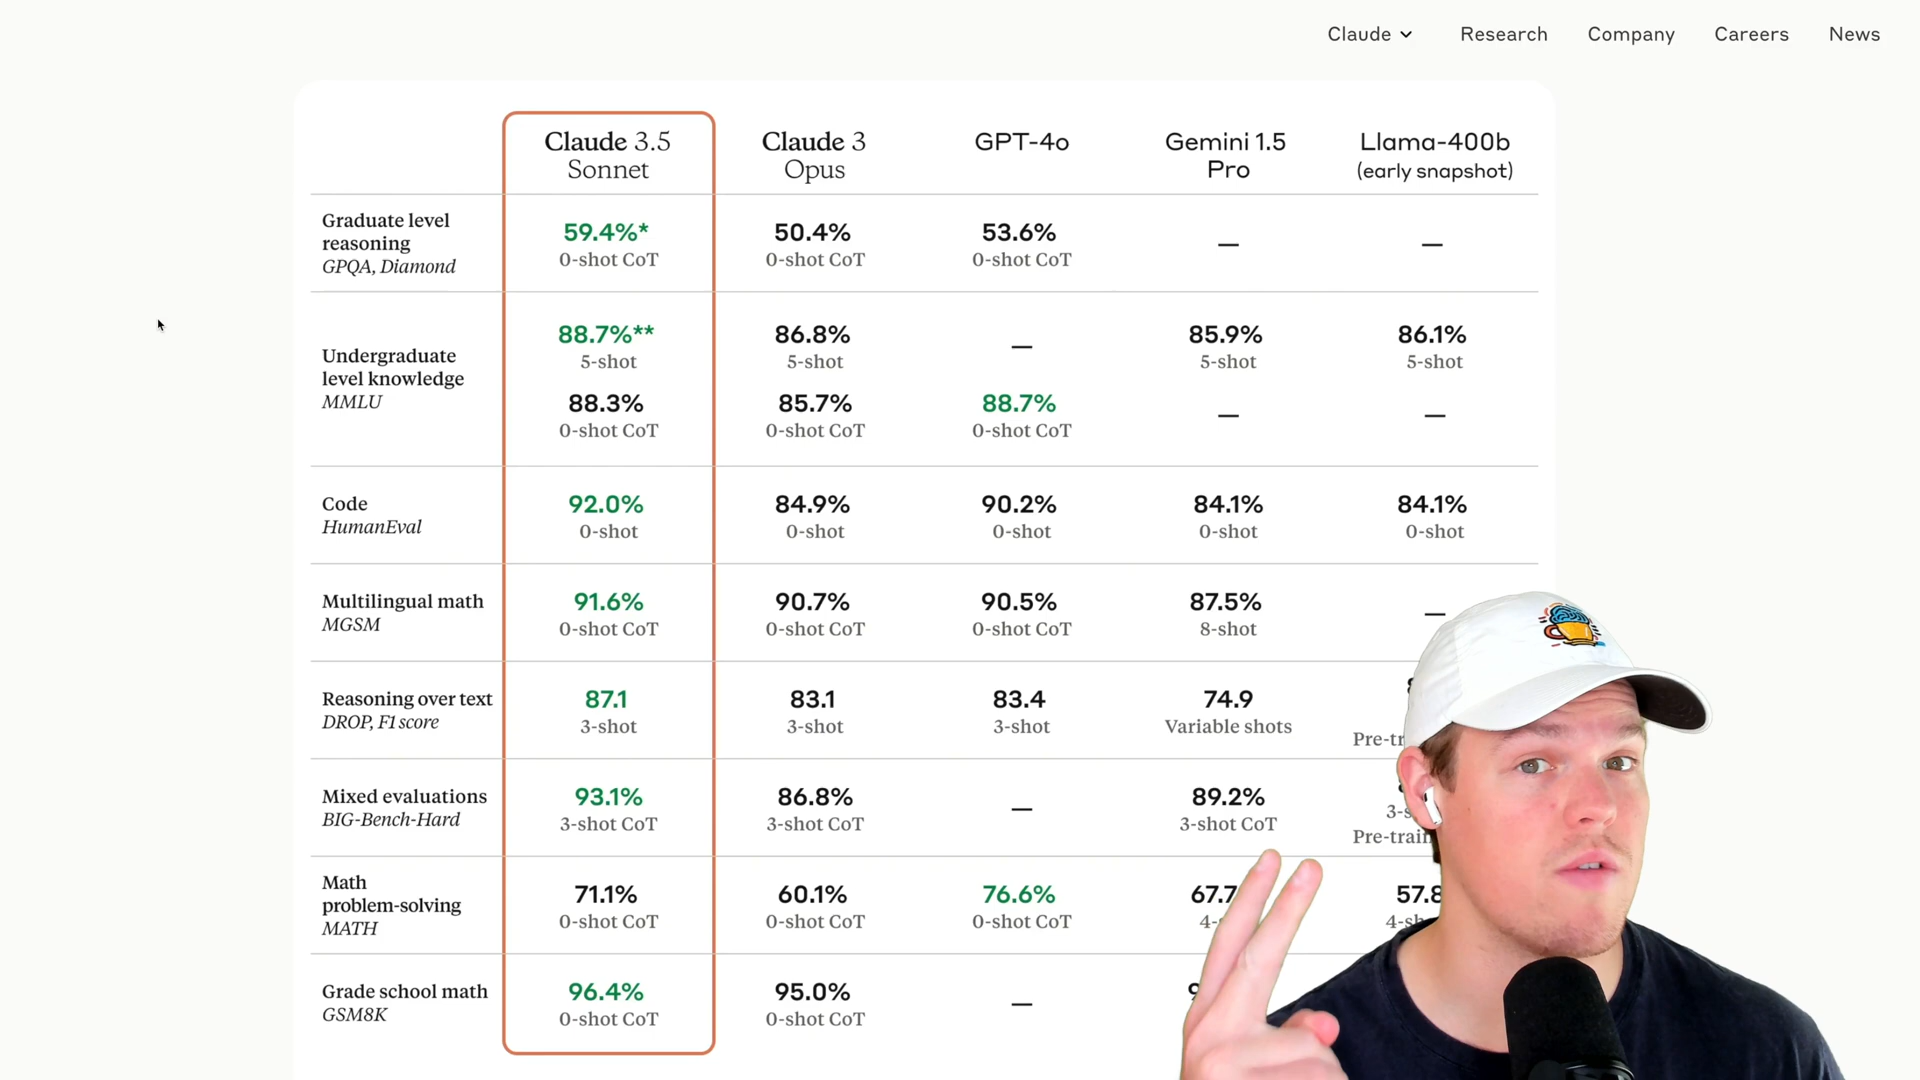 Claude Research Company Careers News
Claude 3.5 Claude 3 GPT-4o Gemini 1.5 Llama-400b
Sonnet Opus Pro (early snapshot)
Graduate level
reasoning
GPQA, Diamond
59.4%* 50.4% 53.6% — —
0-shot CoT 0-shot CoT 0-shot CoT
Undergraduate
level knowledge
MMLU
88.7%** 86.8% — 85.9% 86.1%
5-shot 5-shot 5-shot 5-shot
88.3% 85.7% 88.7% — —
0-shot CoT 0-shot CoT 0-shot CoT
Code
HumanEval
92.0% 84.9% 90.2% 84.1% 84.1%
0-shot 0-shot 0-shot 0-shot 0-shot
Multilingual math
MGSM
91.6% 90.7% 90.5% 87.5% —
0-shot CoT 0-shot CoT 0-shot CoT 8-shot
Reasoning over text
DROP, F1 score
87.1 83.1 83.4 74.9
3-shot 3-shot 3-shot Variable shots
Mixed evaluations
BIG-Bench-Hard
93.1% 86.8% — 89.2%
3-shot CoT 3-shot CoT 3-shot CoT
Math
problem-solving
MATH
71.1% 60.1% 76.6% 67.7 57.8
0-shot CoT 0-shot CoT 0-shot CoT
Grade school math
GSM8K
96.4% 95.0% —
0-shot CoT 0-shot CoT